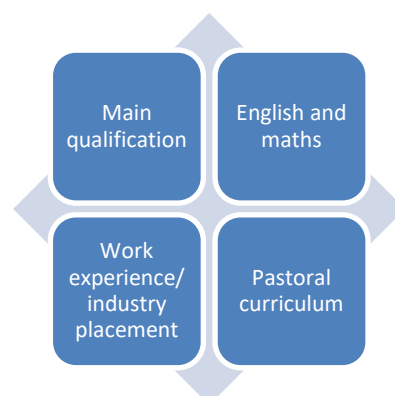 Main
qualification
English and
maths
Work
experience/
industry
placement
Pastoral
curriculum